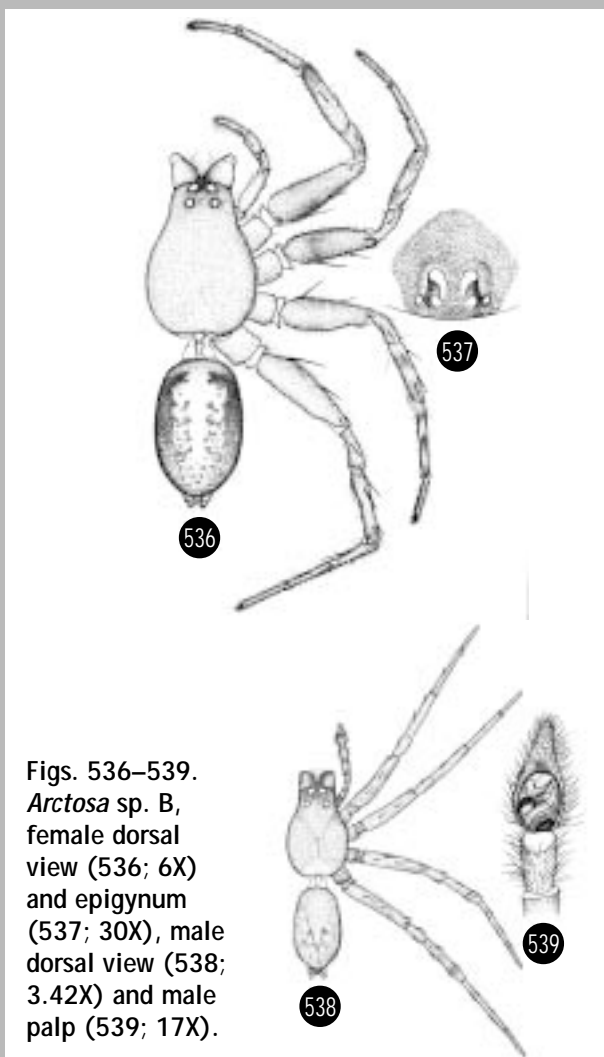 537
536
Figs. 536–539.
Arctosa sp. B,
female dorsal
view (536; 6X)
and epigynum
(537; 30X), male
dorsal view (538;
3.42X) and male
palp (539; 17X).
539
538